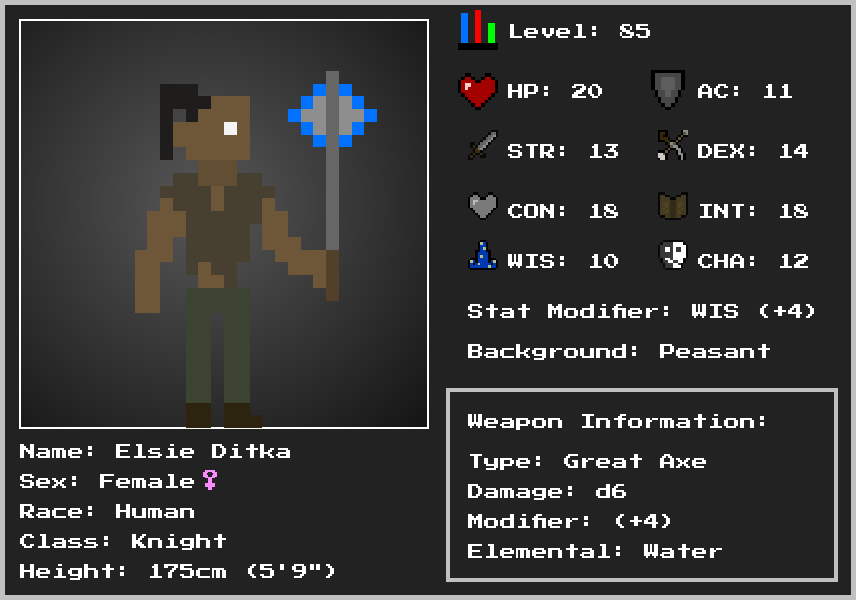 Level: 85
HP: 20
AC: 11
STR: 13
DEX: 14
CON: 18
INT: 18
WIS: 10
CHA: 12
Stat Modifier: WIS (+4)
Background: Peasant
Weapon Information:
Type: Great Axe
Damage: d6
Modifier: (+4)
Elemental: Water
Name: Elsie Ditka
Sex: Female♀
Race: Human
Class: Knight
Height: 175cm (5'9")